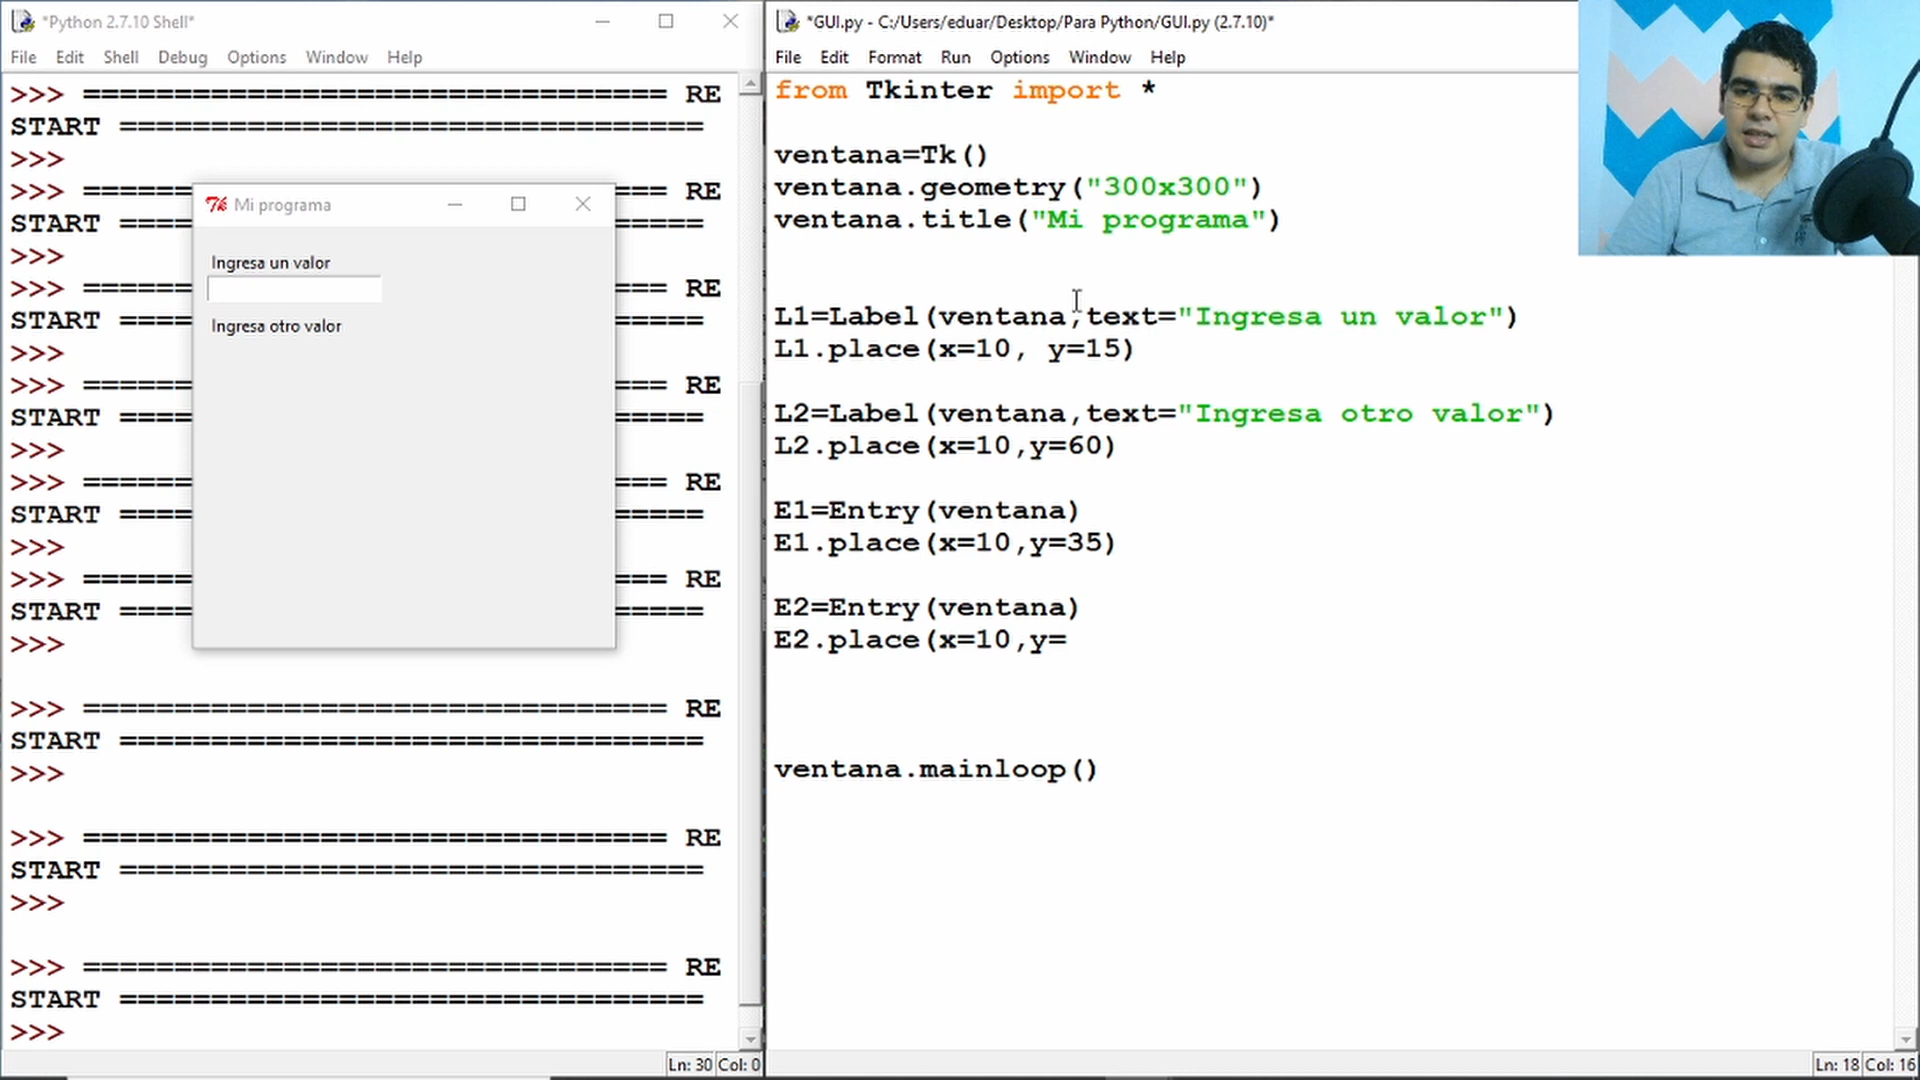 *Python 2.7.10 Shell*
File Edit Shell Debug Options Window Help
>>> ================================ RE
START ================================
>>>
>>> ====== === RE
START ==== =====
>>>
>>> ====== === RE
START ==== =====
>>>
>>> ====== === RE
START ==== =====
>>>
>>> ====== === RE
START ==== =====
>>>
>>> ====== === RE
START ==== =====
>>>
>>> ================================ RE
START ================================
>>>
>>> ================================ RE
START ================================
>>>
>>> ================================ RE
START ================================
>>>
Ln: 30 Col: 0
Mi programa
Ingresa un valor
Ingresa otro valor
*GUI.py - C:/Users/eduar/Desktop/Para Python/GUI.py (2.7.10)*
File Edit Format Run Options Window Help
from Tkinter import *
ventana=Tk()
ventana.geometry("300x300")
ventana.title("Mi programa")
L1=Label(ventana,text="Ingresa un valor")
L1.place(x=10, y=15)
L2=Label(ventana,text="Ingresa otro valor")
L2.place(x=10,y=60)
E1=Entry(ventana)
E1.place(x=10,y=35)
E2=Entry(ventana)
E2.place(x=10,y=
ventana.mainloop()
Ln: 18 Col: 16